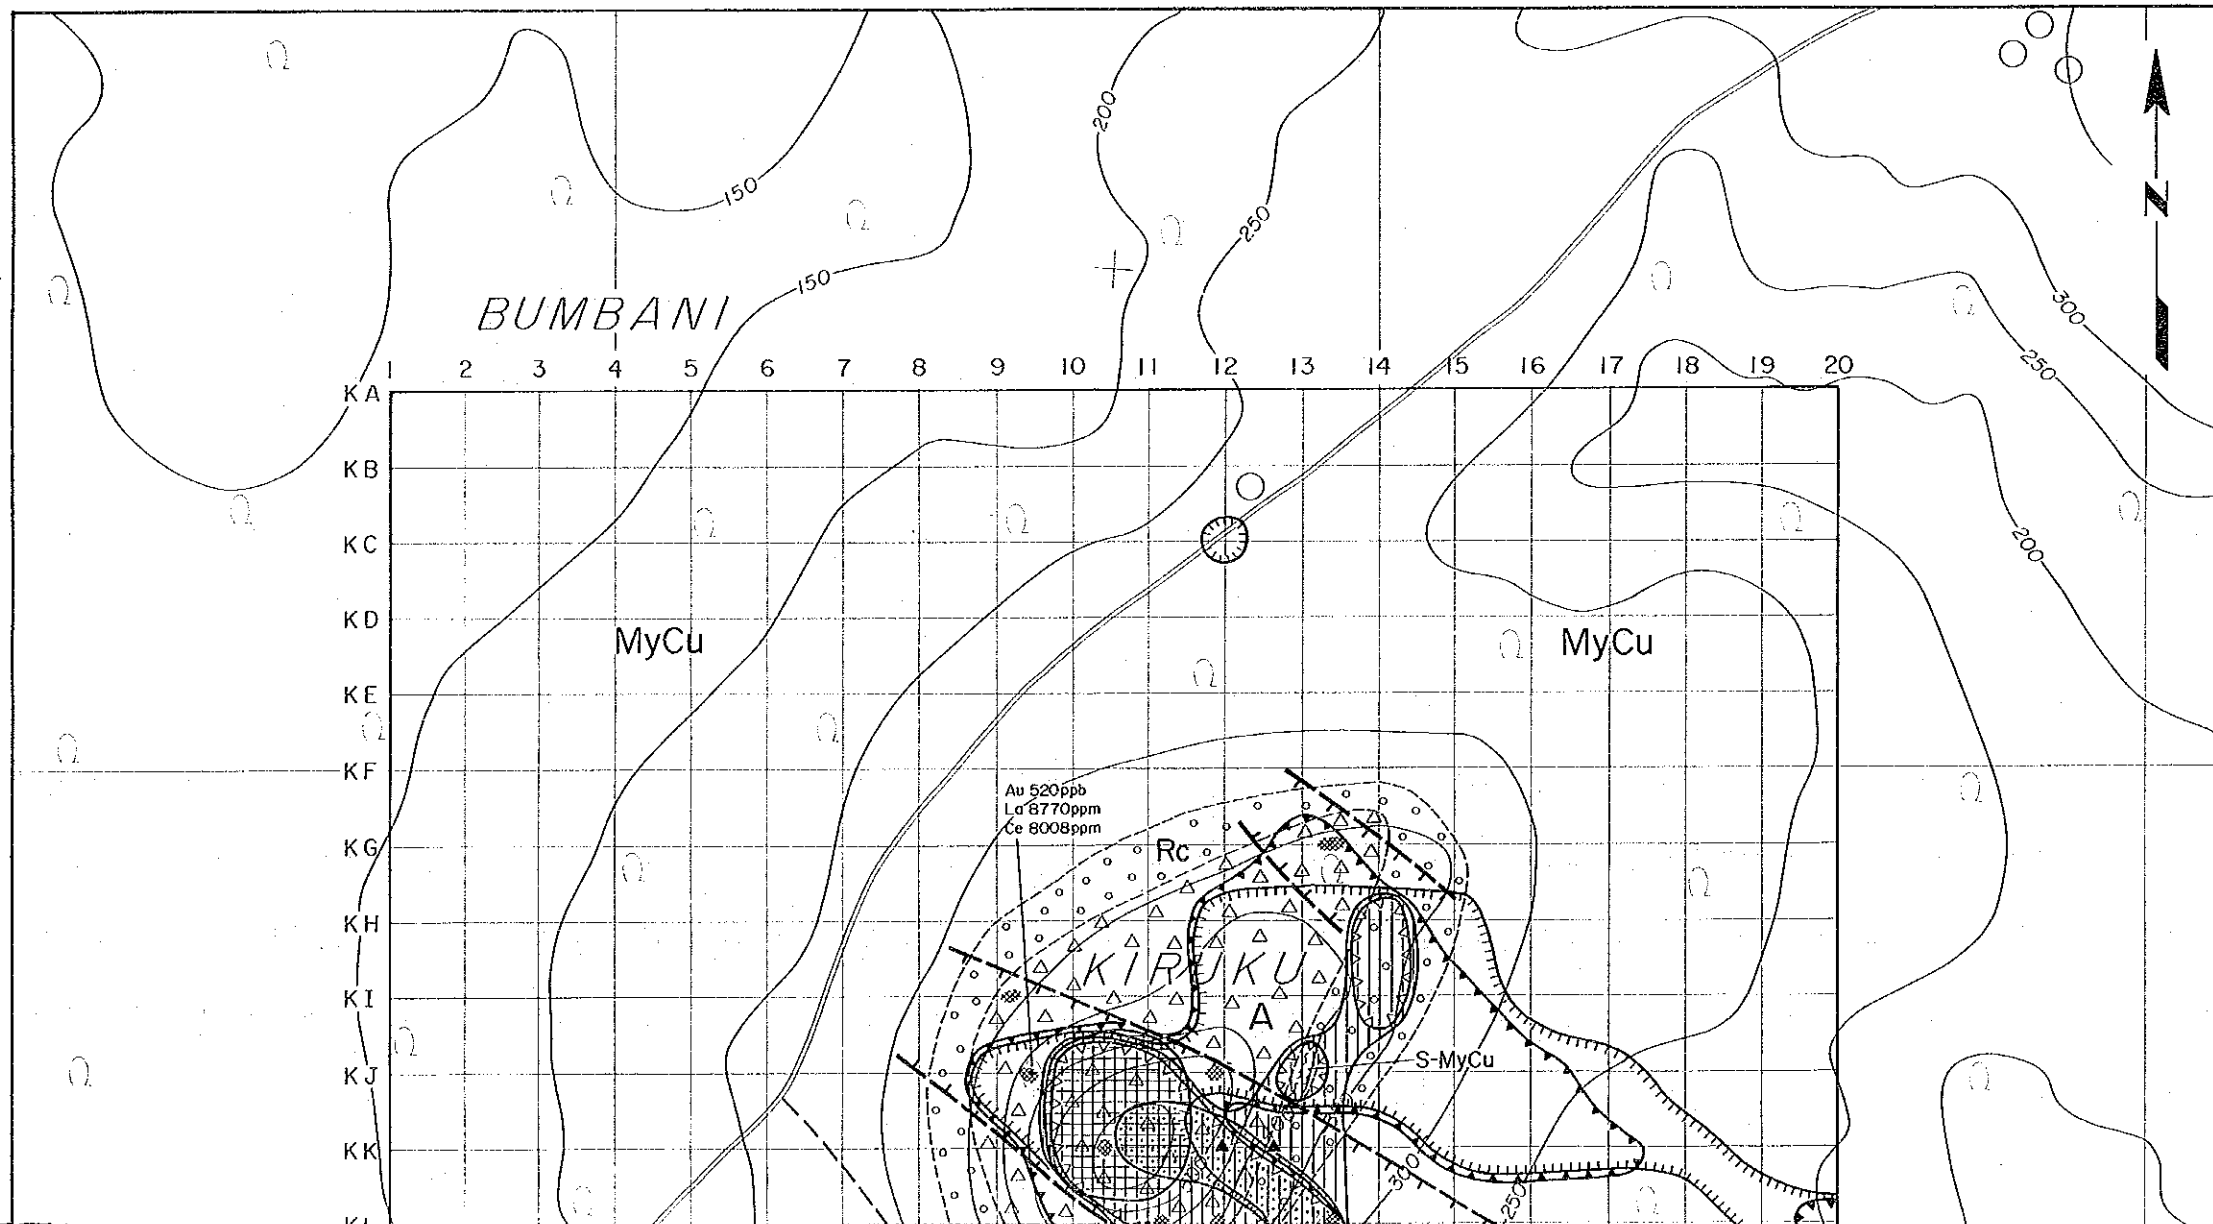 200
150
250
N
150
BUMBANI
300
250
1 2 3 4 5 6 7 8 9 10 11 12 13 14 15 16 17 18 19 20
KA
KB
KC
200
KD
MyCu
MyCu
KE
KF
Au 520ppb
La 8770ppm
Ce 8008ppm
KG
Rc
KH
KIRUKU
KI
A
KJ
S-MyCu
KK
300
250